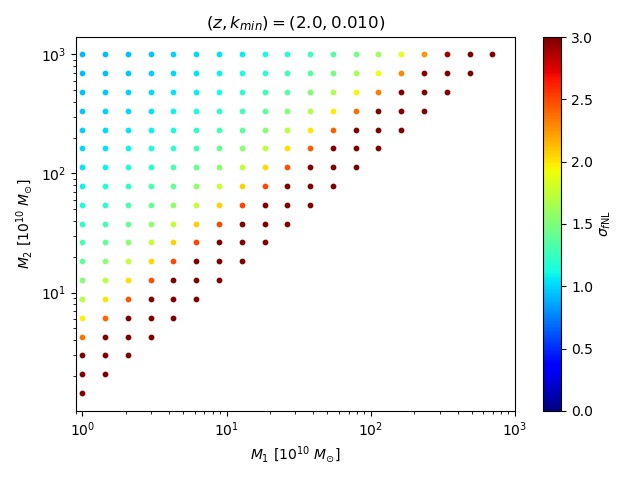 (z, k_min) = (2.0, 0.010)
M_2 [10^10 M_⊙]
10^3
10^2
10^1
10^0 10^1 10^2 10^3
M_1 [10^10 M_⊙]
3.0
2.5
2.0
1.5
1.0
0.5
0.0
σ_fNL